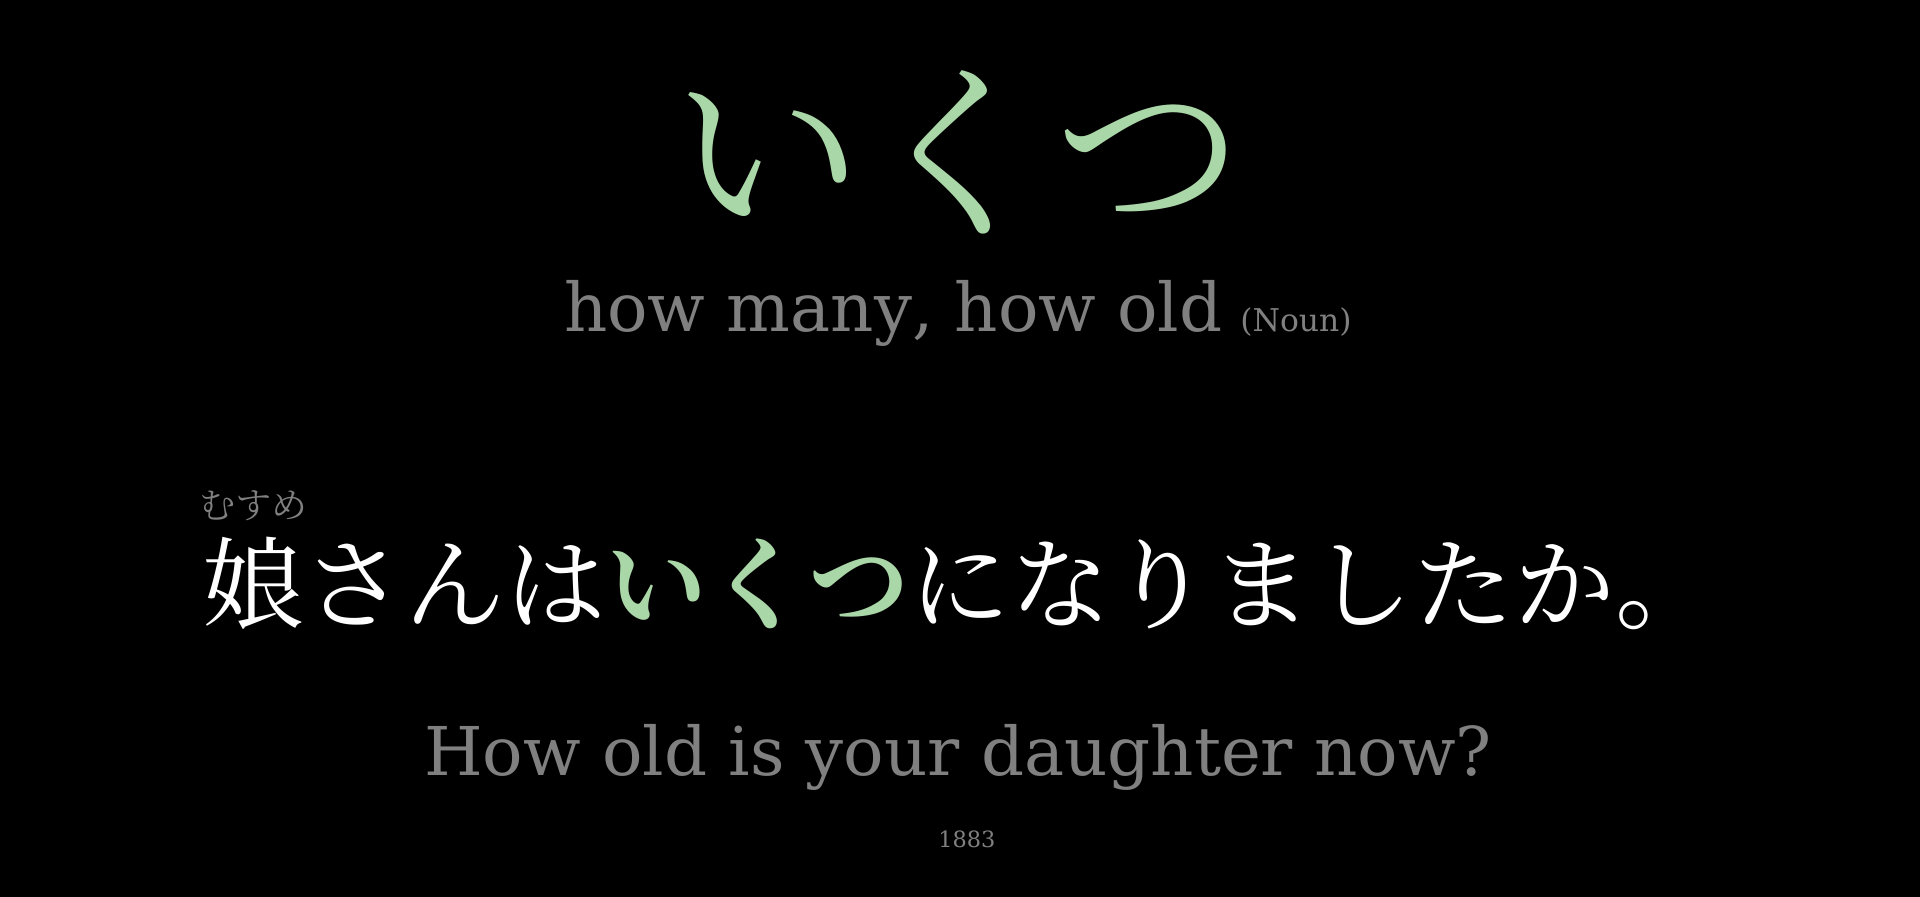 いくつ
how many, how old (Noun)
むすめ
娘さんはいくつになりましたか。
How old is your daughter now?
1883